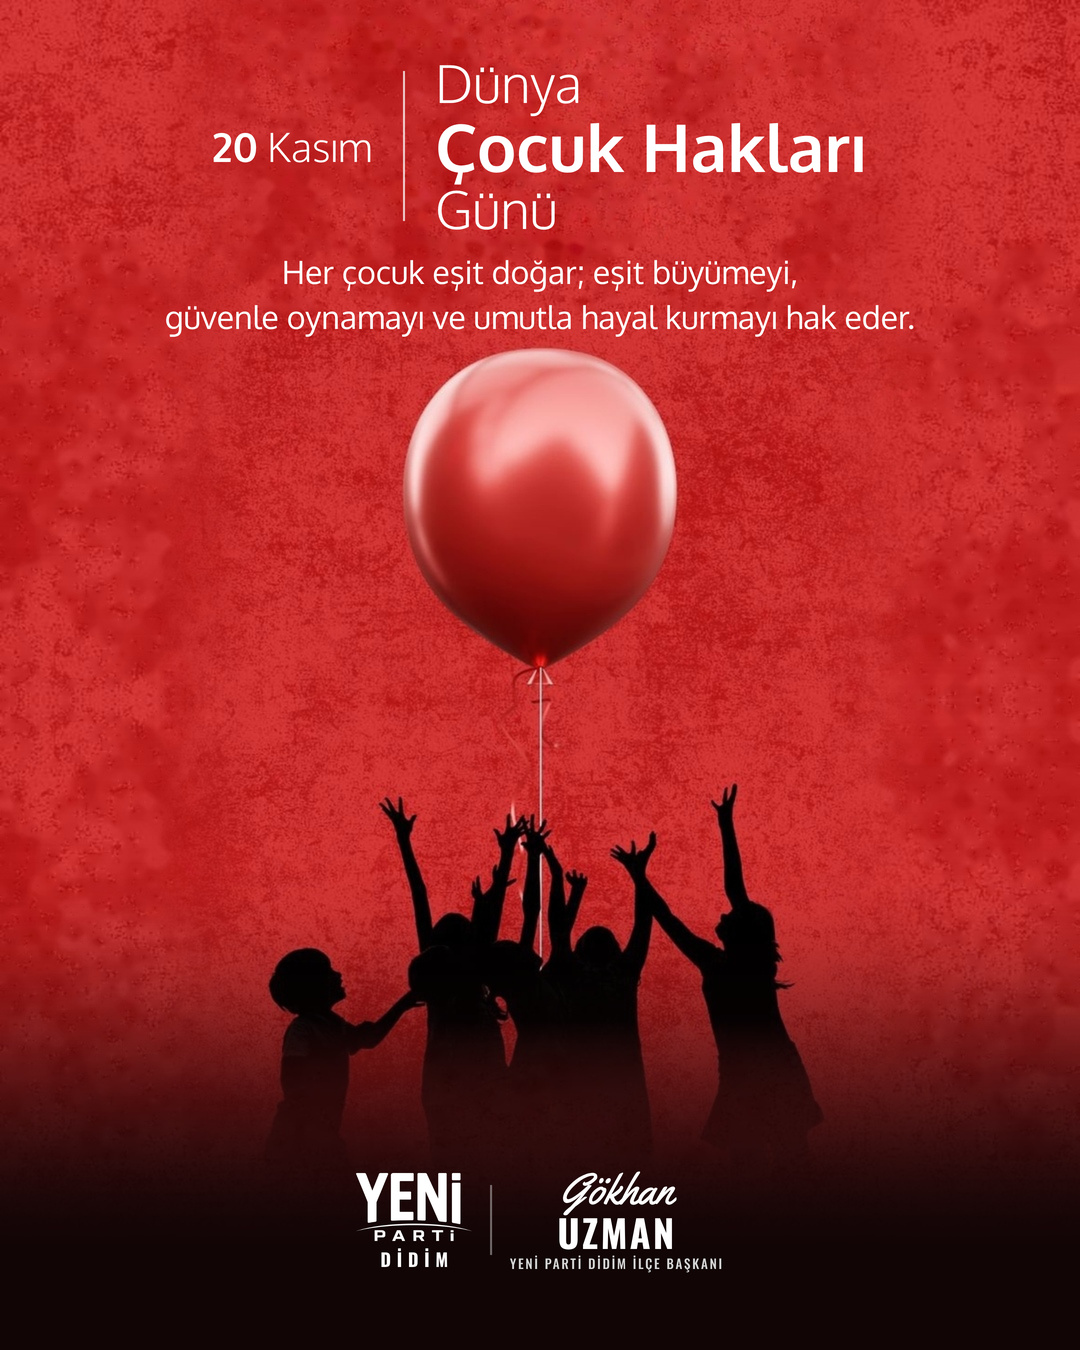 20 Kasım
Dünya
Çocuk Hakları
Günü
Her çocuk eşit doğar; eşit büyümeyi,
güvenle oynamayı ve umutla hayal kurmayı hak eder.
YENİ
PARTİ
DİDİM
Gökhan
UZMAN
YENİ PARTİ DİDİM İLÇE BAŞKANI